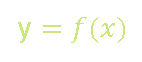 y = f(x)